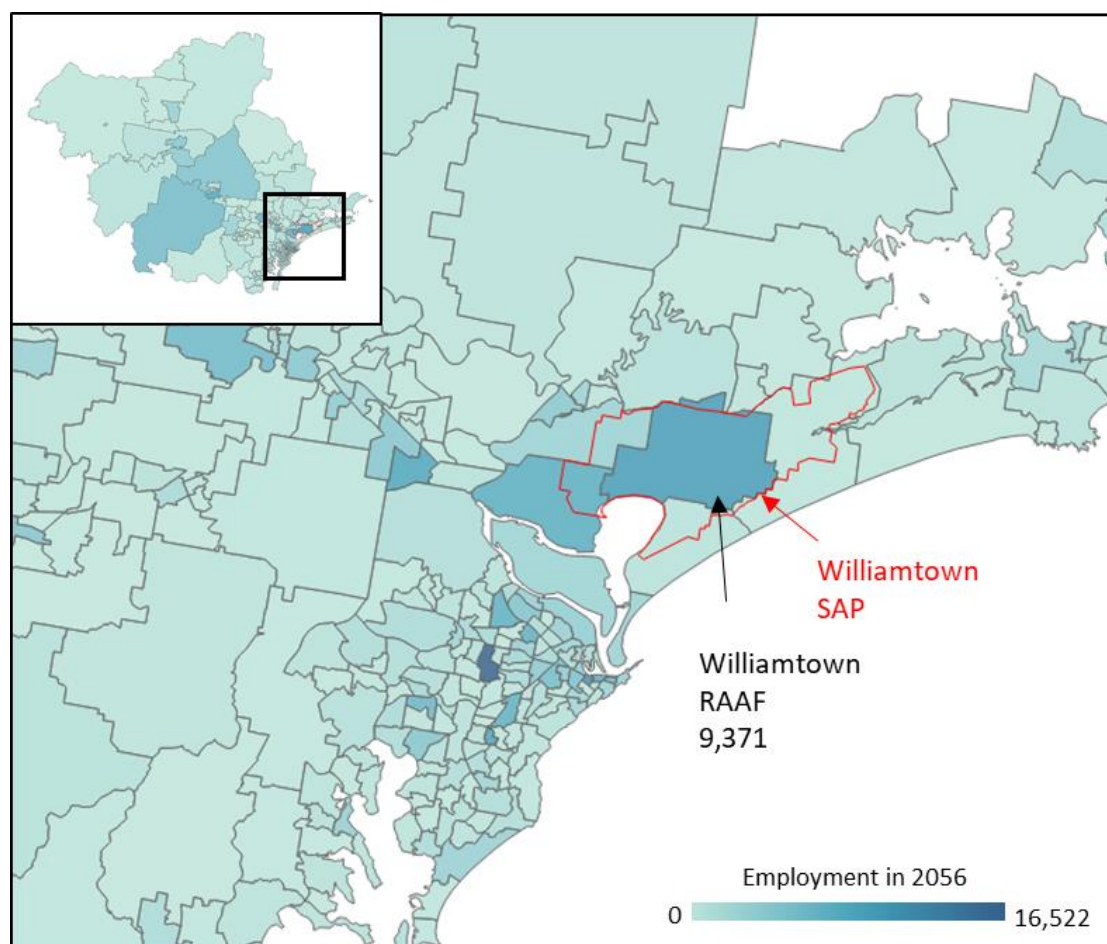 Williamtown
SAP
Williamtown
RAAF
9,371
Employment in 2056
0
16,522